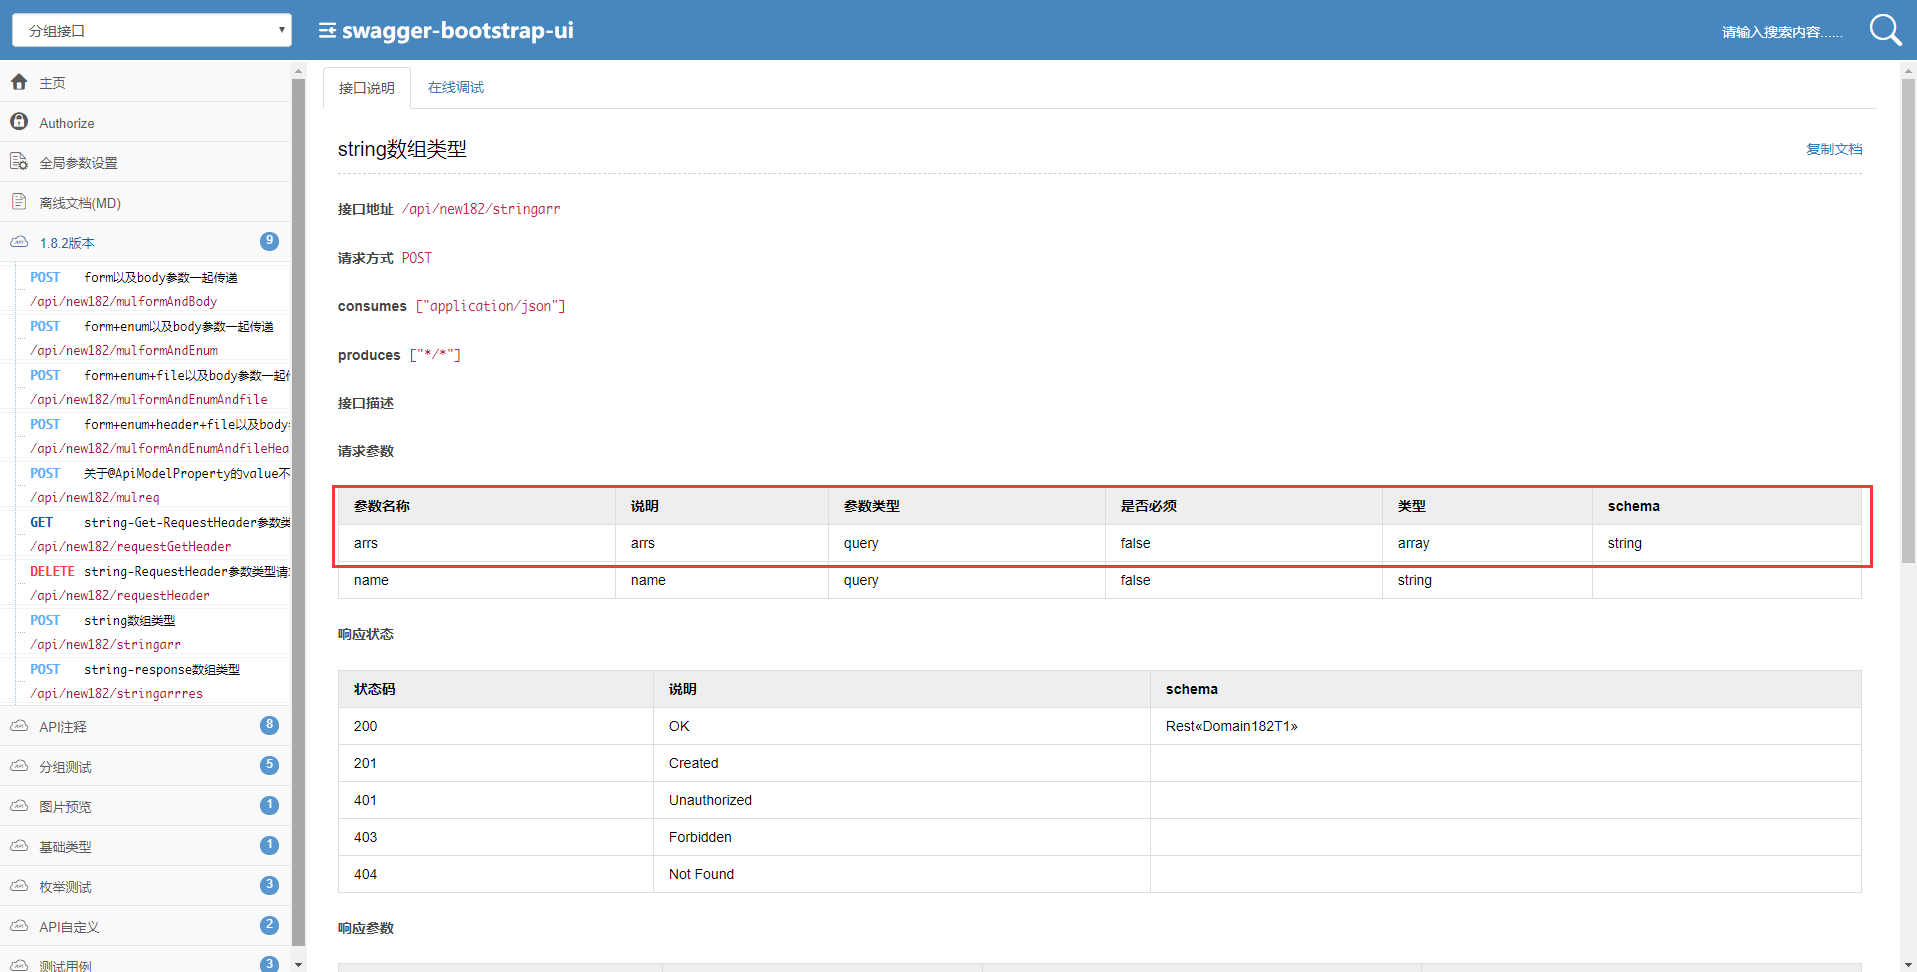 分组接口
swagger-bootstrap-ui
请输入搜索内容......
主页
Authorize
全局参数设置
离线文档(MD)
1.8.2版本 9
POST form以及body参数一起传递
/api/new182/mulformAndBody
POST form+enum以及body参数一起传递
/api/new182/mulformAndEnum
POST form+enum+file以及body参数一起
/api/new182/mulformAndEnumAndfile
POST form+enum+header+file以及body
/api/new182/mulformAndEnumAndfileHea
POST 关于@ApiModelProperty的value不
/api/new182/mulreq
GET string-Get-RequestHeader参数类
/api/new182/requestGetHeader
DELETE string-RequestHeader参数类型请
/api/new182/requestHeader
POST string数组类型
/api/new182/stringarr
POST string-response数组类型
/api/new182/stringarrres
API注释 8
分组测试 5
图片预览 1
基础类型 1
枚举测试 3
API自定义 2
测试用例 3
接口说明 在线调试
string数组类型 复制文档
接口地址 /api/new182/stringarr
请求方式 POST
consumes ["application/json"]
produces ["*/*"]
接口描述
请求参数
参数名称 说明 参数类型 是否必须 类型 schema
arrs arrs query false array string
name name query false string
响应状态
状态码 说明 schema
200 OK Rest«Domain182T1»
201 Created
401 Unauthorized
403 Forbidden
404 Not Found
响应参数